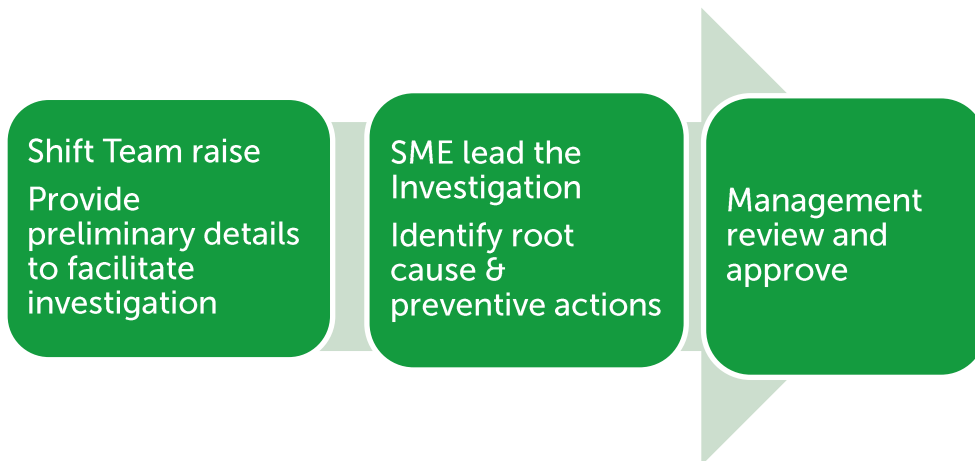 Shift Team raise
Provide
preliminary details
to facilitate
investigation
SME lead the
Investigation
Identify root
cause &
preventive actions
Management
review and
approve